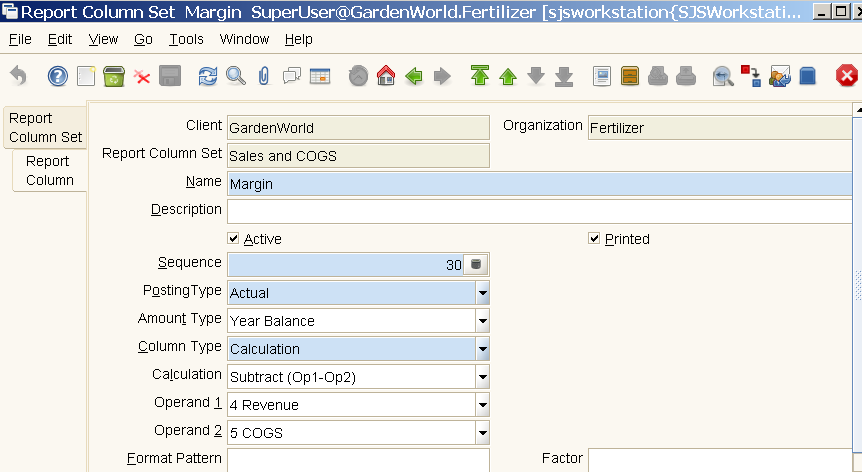 Report Column Set  Margin  SuperUser@GardenWorld.Fertilizer [sjsworkstation{SJSWorkstati...
File Edit View Go Tools Window Help
Report Column Set
Report Column
Client GardenWorld Organization Fertilizer
Report Column Set Sales and COGS
Name Margin
Description
Active Printed
Sequence 30
PostingType Actual
Amount Type Year Balance
Column Type Calculation
Calculation Subtract (Op1-Op2)
Operand 1 4 Revenue
Operand 2 5 COGS
Format Pattern Factor